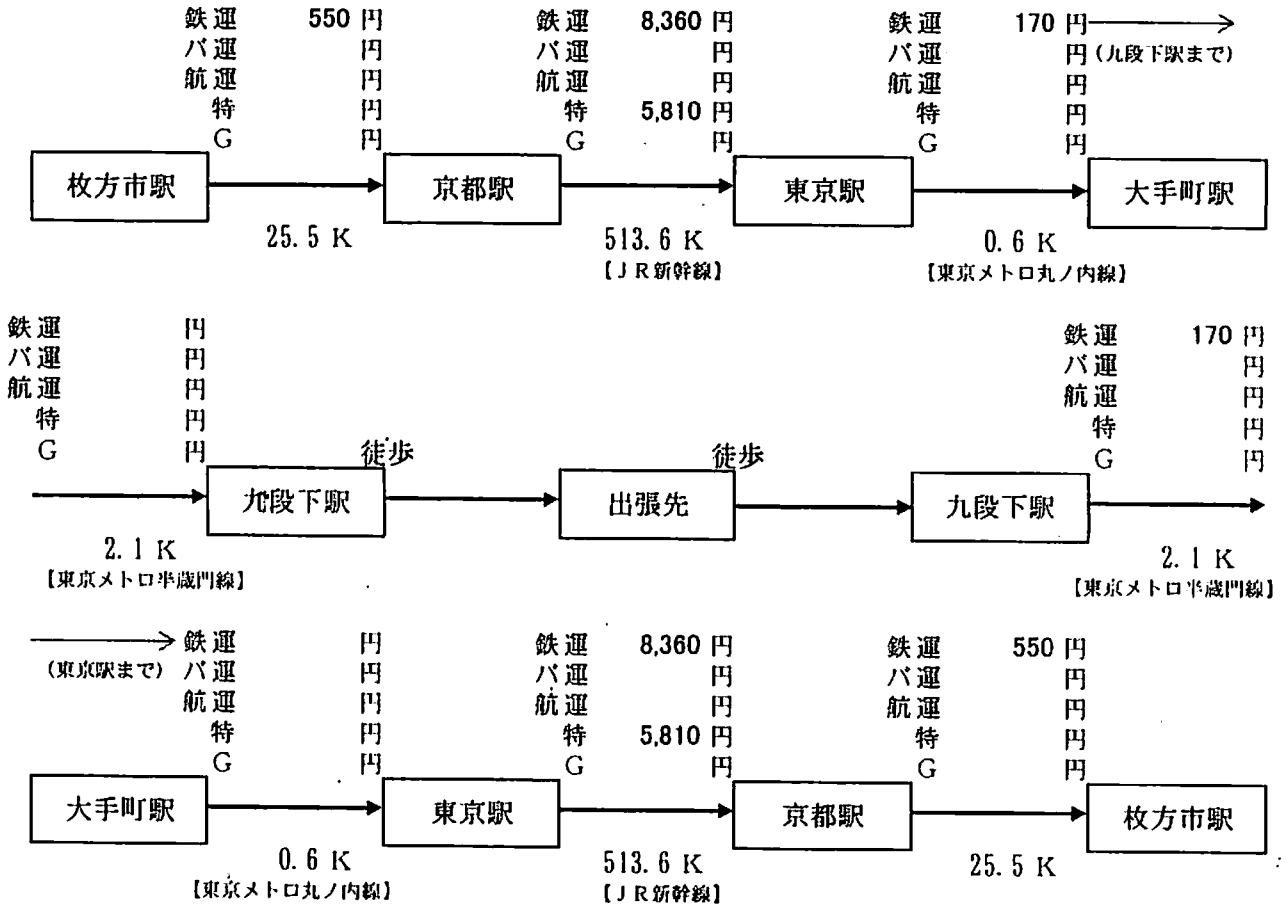 鉄運 550 円 鉄運 8,360 円 鉄運 170 円
バ運 円 バ運 円 バ運 円 (九段下駅まで)
航運 円 航運 円 航運 円
特 円 特 5,810 円 特 円
G 円 G 円 G 円
枚方市駅 京都駅 東京駅 大手町駅
25.5 K 513.6 K 0.6 K
【JR新幹線】 【東京メトロ丸ノ内線】
鉄運 円 鉄運 170 円
バ運 円 バ運 円
航運 円 航運 円
特 円 特 円
G 円 徒歩 徒歩 G 円
九段下駅 出張先 九段下駅
2.1 K 2.1 K
【東京メトロ半蔵門線】 【東京メトロ半蔵門線】
鉄運 円 鉄運 8,360 円 鉄運 550 円
(東京駅まで) バ運 円 バ運 円 バ運 円
航運 円 航運 円 航運 円
特 円 特 5,810 円 特 円
G 円 G 円 G 円
大手町駅 東京駅 京都駅 枚方市駅
0.6 K 513.6 K 25.5 K
【東京メトロ丸ノ内線】 【JR新幹線】